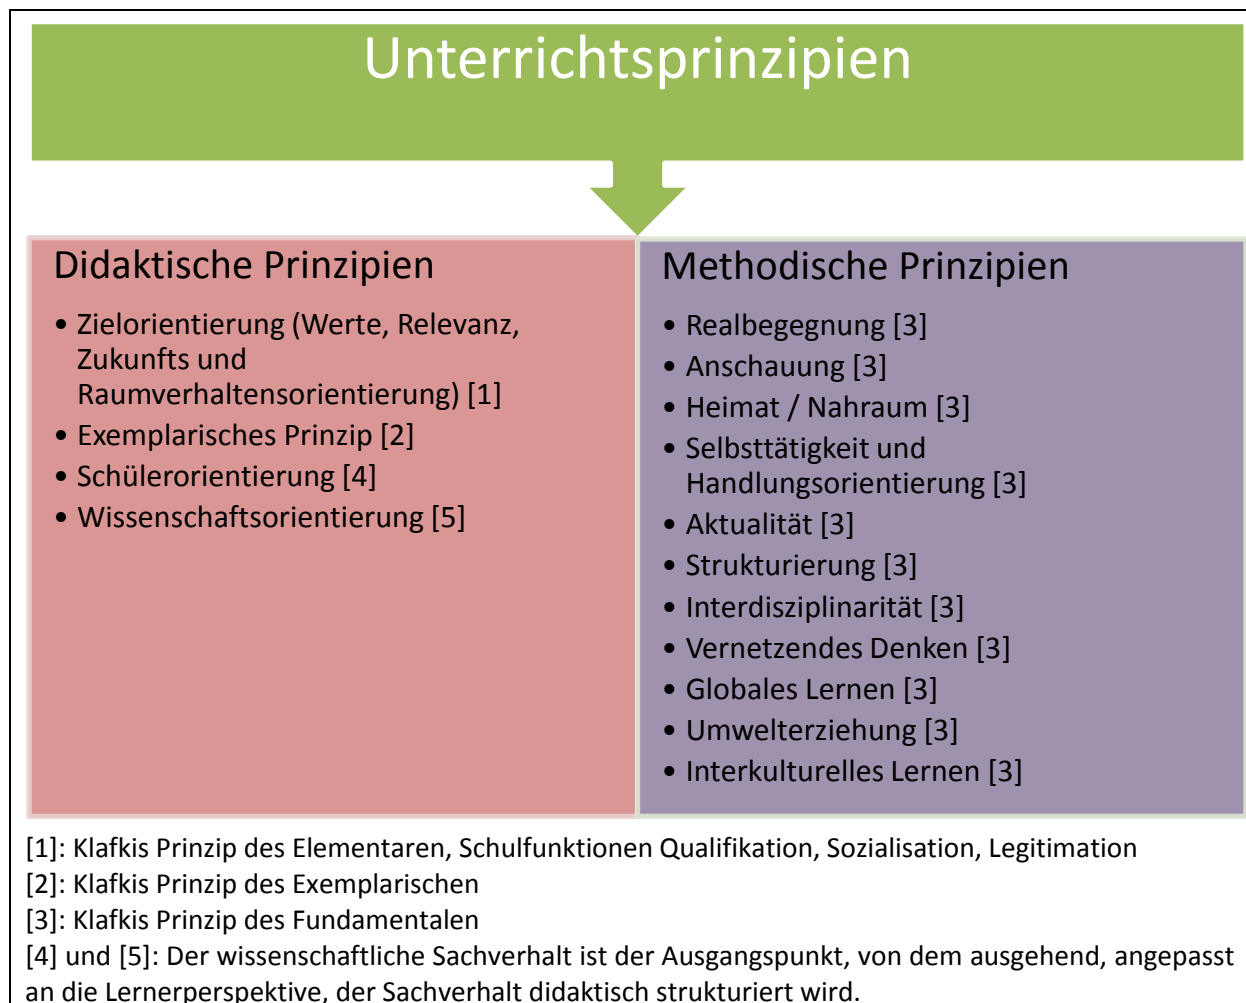 Unterrichtsprinzipien
Didaktische Prinzipien
• Zielorientierung (Werte, Relevanz,
Zukunfts und
Raumverhaltensorientierung) [1]
• Exemplarisches Prinzip [2]
• Schülerorientierung [4]
• Wissenschaftsorientierung [5]
Methodische Prinzipien
• Realbegegnung [3]
• Anschauung [3]
• Heimat / Nahraum [3]
• Selbsttätigkeit und
Handlungsorientierung [3]
• Aktualität [3]
• Strukturierung [3]
• Interdisziplinarität [3]
• Vernetzendes Denken [3]
• Globales Lernen [3]
• Umwelterziehung [3]
• Interkulturelles Lernen [3]
[1]: Klafkis Prinzip des Elementaren, Schulfunktionen Qualifikation, Sozialisation, Legitimation
[2]: Klafkis Prinzip des Exemplarischen
[3]: Klafkis Prinzip des Fundamentalen
[4] und [5]: Der wissenschaftliche Sachverhalt ist der Ausgangspunkt, von dem ausgehend, angepasst
an die Lernerperspektive, der Sachverhalt didaktisch strukturiert wird.